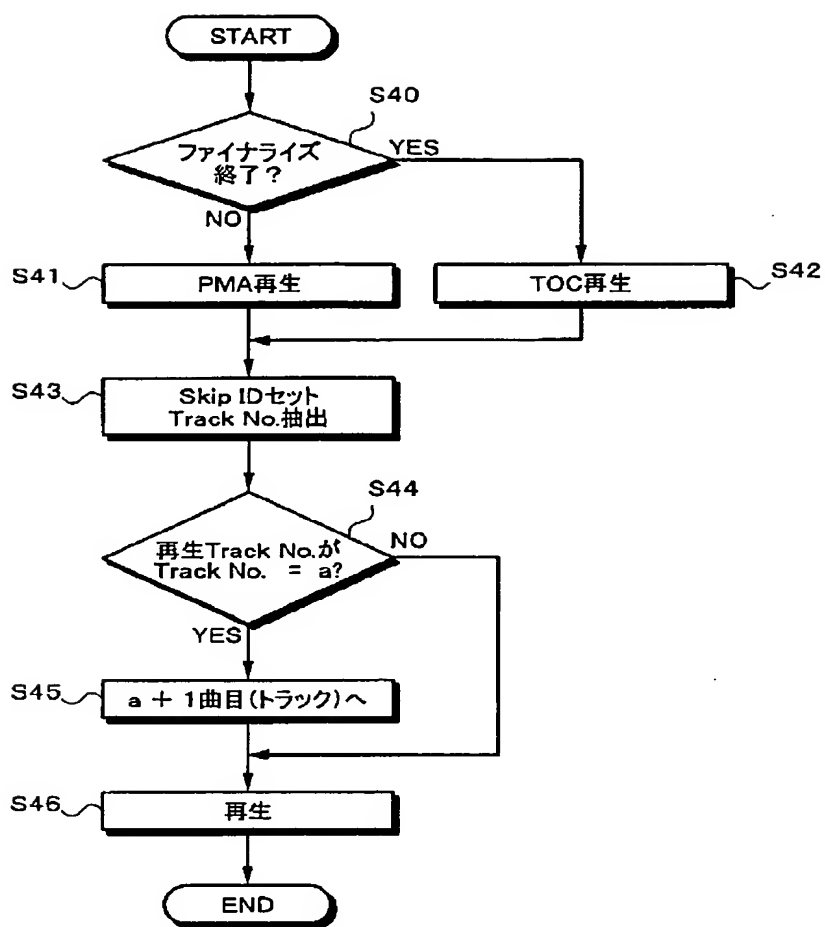 START
S40
ファイナライズ
終了?
YES
NO
S41
PMA再生
TOC再生
S42
S43
Skip IDセット
Track No.抽出
S44
再生Track No.が
Track No. = a?
NO
YES
S45
a + 1曲目(トラック)へ
S46
再生
END